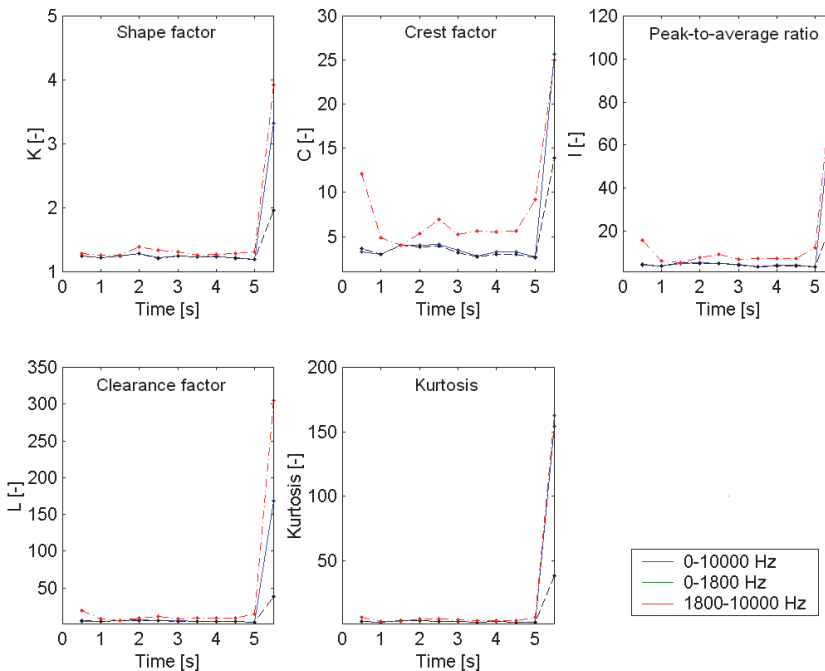 Shape factor
5
4
3
2
1
K [-]
0 1 2 3 4 5
Time [s]
Crest factor
30
25
20
15
10
5
C [-]
0 1 2 3 4 5
Time [s]
Peak-to-average ratio
120
100
80
60
40
20
I [-]
0 1 2 3 4 5
Time [s]
Clearance factor
350
300
250
200
150
100
50
L [-]
0 1 2 3 4 5
Time [s]
Kurtosis
200
150
100
50
Kurtosis [-]
0 1 2 3 4 5
Time [s]
0-10000 Hz
0-1800 Hz
1800-10000 Hz